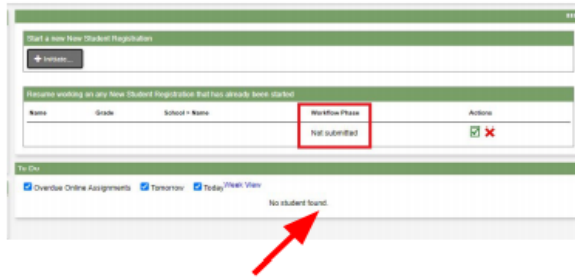 Start a new New Student Registration
+ Initiate...
Resume working on any New Student Registration that has already been started
Name Grade School > Name Workflow Phase Actions
Not submitted
To Do
Overdue Online Assignments Tomorrow Today Week View
No student found.